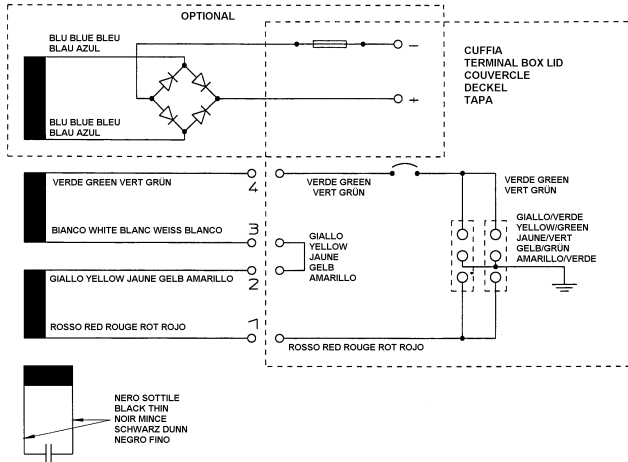 OPTIONAL
BLU BLUE BLEU
BLAU AZUL
−
+
BLU BLUE BLEU
BLAU AZUL
CUFFIA
TERMINAL BOX LID
COUVERCLE
DECKEL
TAPA
VERDE GREEN VERT GRÜN
4
VERDE GREEN
VERT GRÜN
VERDE GREEN
VERT GRÜN
BIANCO WHITE BLANC WEISS BLANCO
3
GIALLO
YELLOW
JAUNE
GELB
AMARILLO
GIALLO/VERDE
YELLOW/GREEN
JAUNE/VERT
GELB/GRÜN
AMARILLO/VERDE
GIALLO YELLOW JAUNE GELB AMARILLO
2
ROSSO RED ROUGE ROT ROJO
1
ROSSO RED ROUGE ROT ROJO
NERO SOTTILE
BLACK THIN
NOIR MINCE
SCHWARZ DUNN
NEGRO FINO